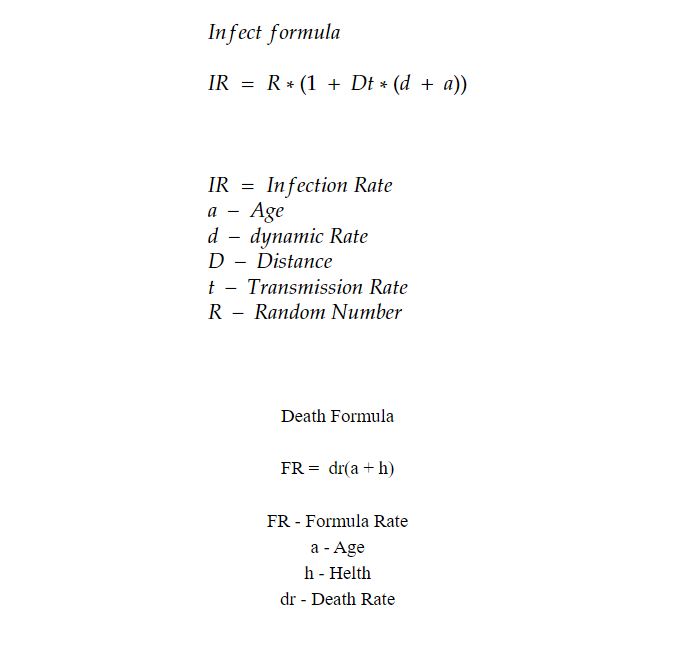 Infect formula
IR = R * (1 + Dt * (d + a))
IR = Infection Rate
a – Age
d – dynamic Rate
D – Distance
t – Transmission Rate
R – Random Number
Death Formula
FR = dr(a + h)
FR - Formula Rate
a - Age
h - Helth
dr - Death Rate